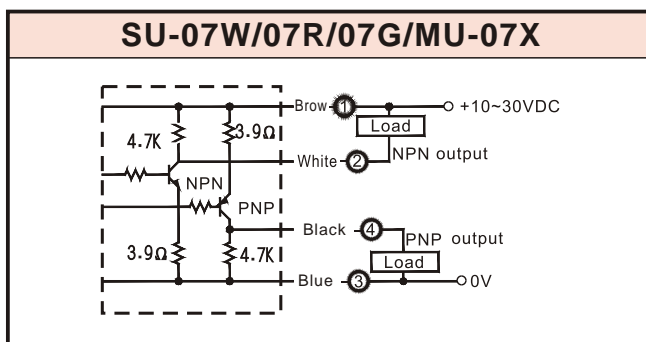 SU-07W/07R/07G/MU-07X
Brow 1 +10~30VDC
4.7K 3.9Ω Load
White 2 NPN output
NPN
PNP
Black 4 PNP output
3.9Ω 4.7K Load
Blue 3 0V